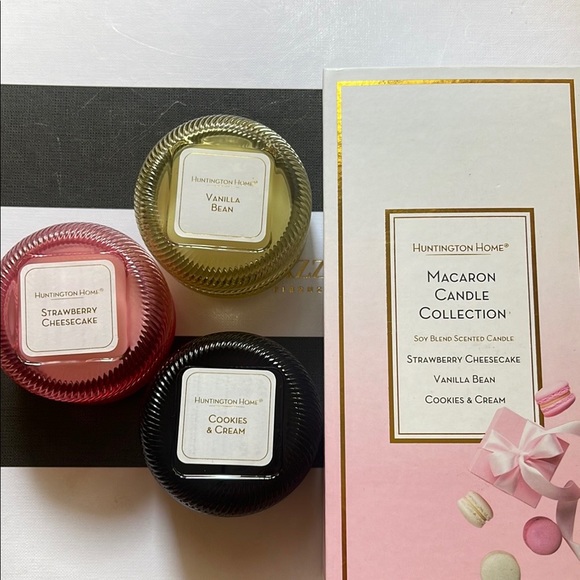 HUNTINGTON HOME®
VANILLA
BEAN
HUNTINGTON HOME®
STRAWBERRY
CHEESECAKE
HUNTINGTON HOME®
COOKIES
& CREAM
HUNTINGTON HOME®
MACARON
CANDLE
COLLECTION
SOY BLEND SCENTED CANDLE
STRAWBERRY CHEESECAKE
VANILLA BEAN
COOKIES & CREAM